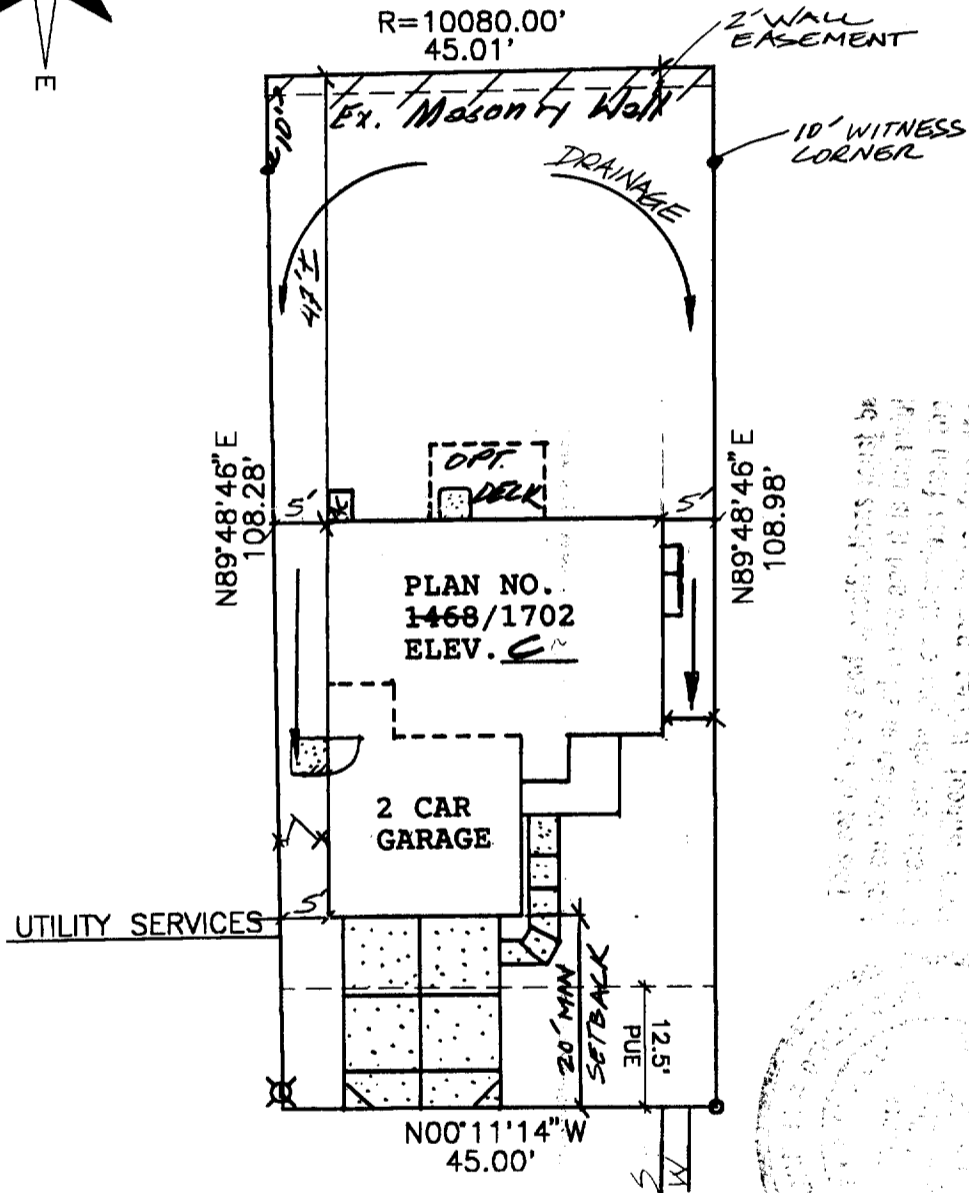 E
R=10080.00'
45.01'
2' WALL
EASEMENT
Ex. Masonry Wall
10'
10' WITNESS
CORNER
DRAINAGE
47'±
N89°48'46" E
108.28'
N89°48'46" E
108.98'
OPT.
DECK
5'
5'
PLAN NO.
1468/1702
ELEV. C
2 CAR
GARAGE
5'
UTILITY SERVICES
20' MIN
SETBACK
12.5'
PUE
N00°11'14" W
45.00'
S
W